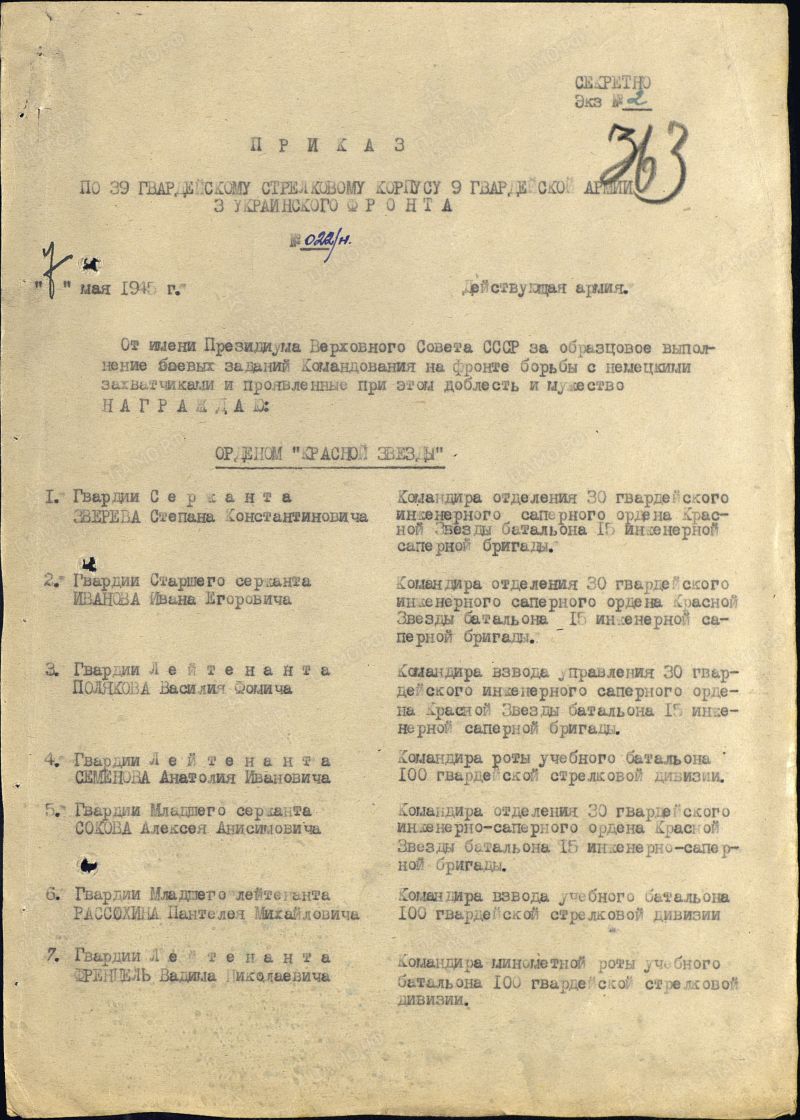 СЕКРЕТНО
Экз № 2
363
П Р И К А З
ПО 39 ГВАРДЕЙСКОМУ СТРЕЛКОВОМУ КОРПУСУ 9 ГВАРДЕЙСКОЙ АРМИИ
3 УКРАИНСКОГО Ф Р О Н Т А
№ 022/н.
"7" мая 1945 г.
Действующая армия.
От имени Президиума Верховного Совета СССР за образцовое выпол-
нение боевых заданий Командования на фронте борьбы с немецкими
захватчиками и проявленные при этом доблесть и мужество
Н А Г Р А Ж Д А Ю:
ОРДЕНОМ "КРАСНОЙ ЗВЕЗДЫ"
1. Гвардии С е р ж а н т а
ЗВЕРЕВА Степана Константиновича
Командира отделения 30 гвардейского
инженерного саперного ордена Крас-
ной Звезды батальона 15 инженерной
саперной бригады.
2. Гвардии Старшего сержанта
ИВАНОВА Ивана Егоровича
Командира отделения 30 гвардейского
инженерного саперного ордена Красной
Звезды батальона 15 инженерной са-
перной бригады.
3. Гвардии Л е й т е н а н т а
ПОЛЯКОВА Василия Фомича
Командира взвода управления 30 гвар-
дейского инженерного саперного орде-
на Красной Звезды батальона 15 инже-
нерной саперной бригады.
4. Гвардии Л е й т е н а н т а
СЕМЕНОВА Анатолия Ивановича
Командира роты учебного батальона
100 гвардейской стрелковой дивизии.
5. Гвардии Младшего сержанта
СОКОВА Алексея Анисимовича
Командира отделения 30 гвардейского
инженерно-саперного ордена Красной
Звезды батальона 15 инженерно-сапер-
ной бригады.
6. Гвардии Младшего лейтенанта
РАССОХИНА Пантелея Михайловича
Командира взвода учебного батальона
100 гвардейской стрелковой дивизии
7. Гвардии Л е й т е н а н т а
ФРЕНЦЕЛЬ Вадима Николаевича
Командира минометной роты учебного
батальона 100 гвардейской стрелковой
дивизии.